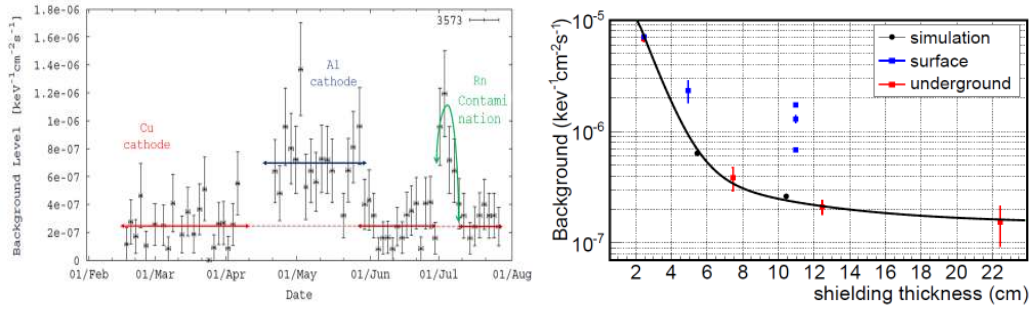 1.8e-06
1.6e-06
1.4e-06
1.2e-06
1e-06
8e-07
6e-07
4e-07
2e-07
0
Background Level [keV⁻¹cm⁻²s⁻¹]
3573
Cu
cathode
Al
cathode
Rn
Contami
nation
01/Feb 01/Mar 01/Apr 01/May 01/Jun 01/Jul 01/Aug
Date
10⁻⁵
10⁻⁶
10⁻⁷
Background (keV⁻¹cm⁻²s⁻¹)
simulation
surface
underground
2 4 6 8 10 12 14 16 18 20 22 24
shielding thickness (cm)